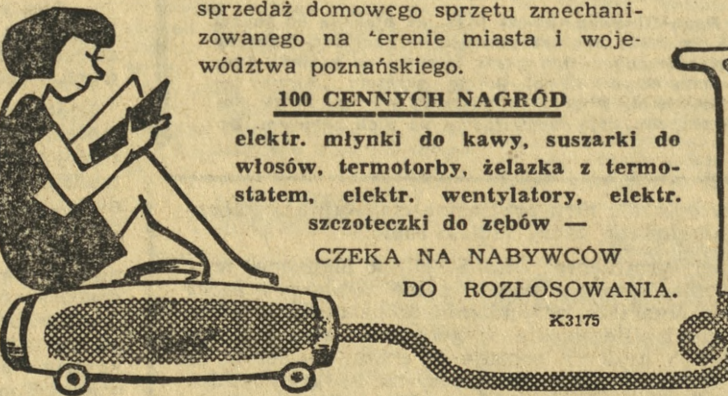 sprzedaż domowego sprzętu zmechani-
zowanego na terenie miasta i woje-
wództwa poznańskiego.
100 CENNYCH NAGRÓD
elektr. młynki do kawy, suszarki do
włosów, termotorby, żelazka z termo-
statem, elektr. wentylatory, elektr.
szczoteczki do zębów —
CZEKA NA NABYWCÓW
DO ROZLOSOWANIA.
K3175